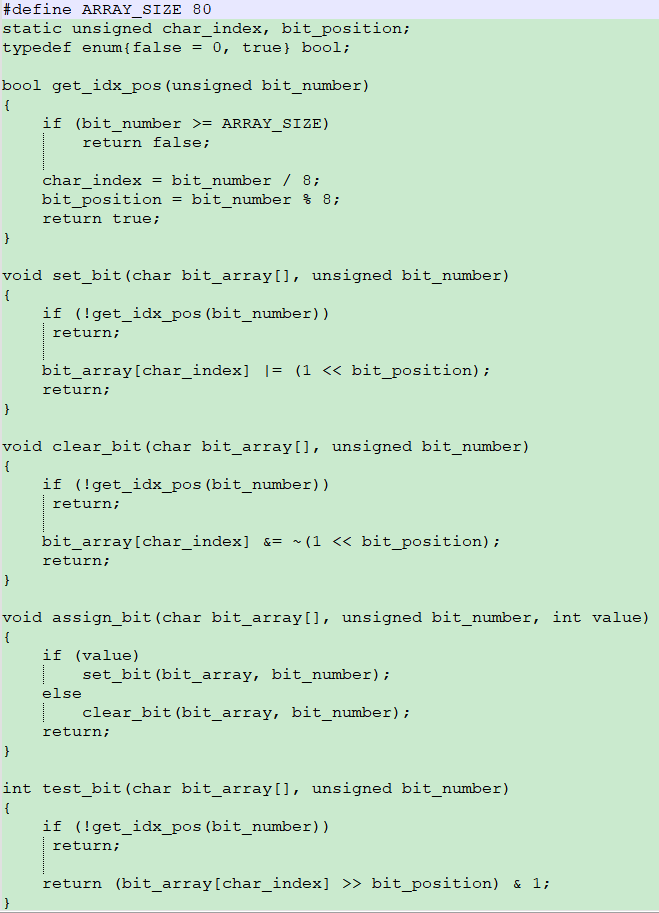 #define ARRAY_SIZE 80
static unsigned char_index, bit_position;
typedef enum{false = 0, true} bool;

bool get_idx_pos(unsigned bit_number)
{
    if (bit_number >= ARRAY_SIZE)
        return false;

    char_index = bit_number / 8;
    bit_position = bit_number % 8;
    return true;
}

void set_bit(char bit_array[], unsigned bit_number)
{
    if (!get_idx_pos(bit_number))
     return;

    bit_array[char_index] |= (1 << bit_position);
    return;
}

void clear_bit(char bit_array[], unsigned bit_number)
{
    if (!get_idx_pos(bit_number))
     return;

    bit_array[char_index] &= ~(1 << bit_position);
    return;
}

void assign_bit(char bit_array[], unsigned bit_number, int value)
{
    if (value)
        set_bit(bit_array, bit_number);
    else
        clear_bit(bit_array, bit_number);
    return;
}

int test_bit(char bit_array[], unsigned bit_number)
{
    if (!get_idx_pos(bit_number))
     return;

    return (bit_array[char_index] >> bit_position) & 1;
}